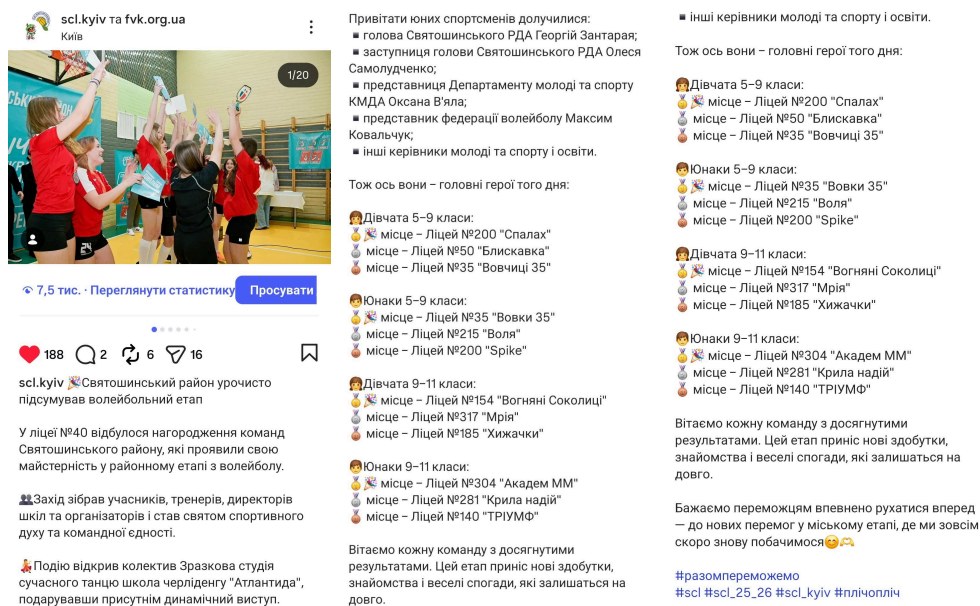 scl.kyiv та fvk.org.ua
Київ
1/20
7,5 тис. · Переглянути статистику
Просувати
188 2 6 16
scl.kyiv 🎉Святошинський район урочисто
підсумував волейбольний етап
У ліцеї №40 відбулося нагородження команд
Святошинського району, які проявили свою
майстерність у районному етапі з волейболу.
👥Захід зібрав учасників, тренерів, директорів
шкіл та організаторів і став святом спортивного
духу та командної єдності.
💃Подію відкрив колектив Зразкова студія
сучасного танцю школа черліденгу "Атлантида",
подарувавши присутнім динамічний виступ.
Привітати юних спортсменів долучилися:
▪️голова Святошинського РДА Георгій Зантарая;
▪️заступниця голови Святошинського РДА Олеся
Самолудченко;
▪️представниця Департаменту молоді та спорту
КМДА Оксана В'яла;
▪️представник федерації волейболу Максим
Ковальчук;
▪️інші керівники молоді та спорту і освіти.
Тож ось вони – головні герої того дня:
👧Дівчата 5–9 класи:
🥇🎉 місце – Ліцей №200 "Спалах"
🥈 місце – Ліцей №50 "Блискавка"
🥉 місце – Ліцей №35 "Вовчиці 35"
👦Юнаки 5–9 класи:
🥇🎉 місце – Ліцей №35 "Вовки 35"
🥈 місце – Ліцей №215 "Воля"
🥉 місце – Ліцей №200 "Spike"
👧Дівчата 9–11 класи:
🥇🎉 місце – Ліцей №154 "Вогняні Соколиці"
🥈 місце – Ліцей №317 "Мрія"
🥉 місце – Ліцей №185 "Хижачки"
👦Юнаки 9–11 класи:
🥇🎉 місце – Ліцей №304 "Академ ММ"
🥈 місце – Ліцей №281 "Крила надій"
🥉 місце – Ліцей №140 "ТРІУМФ"
Вітаємо кожну команду з досягнутими
результатами. Цей етап приніс нові здобутки,
знайомства і веселі спогади, які залишаться на
довго.
▪️інші керівники молоді та спорту і освіти.
Тож ось вони – головні герої того дня:
👧Дівчата 5–9 класи:
🥇🎉 місце – Ліцей №200 "Спалах"
🥈 місце – Ліцей №50 "Блискавка"
🥉 місце – Ліцей №35 "Вовчиці 35"
👦Юнаки 5–9 класи:
🥇🎉 місце – Ліцей №35 "Вовки 35"
🥈 місце – Ліцей №215 "Воля"
🥉 місце – Ліцей №200 "Spike"
👧Дівчата 9–11 класи:
🥇🎉 місце – Ліцей №154 "Вогняні Соколиці"
🥈 місце – Ліцей №317 "Мрія"
🥉 місце – Ліцей №185 "Хижачки"
👦Юнаки 9–11 класи:
🥇🎉 місце – Ліцей №304 "Академ ММ"
🥈 місце – Ліцей №281 "Крила надій"
🥉 місце – Ліцей №140 "ТРІУМФ"
Вітаємо кожну команду з досягнутими
результатами. Цей етап приніс нові здобутки,
знайомства і веселі спогади, які залишаться на
довго.
Бажаємо переможцям впевнено рухатися вперед
— до нових перемог у міському етапі, де ми зовсім
скоро знову побачимося😊🫶
#разомпереможемо
#scl #scl_25_26 #scl_kyiv #плічопліч